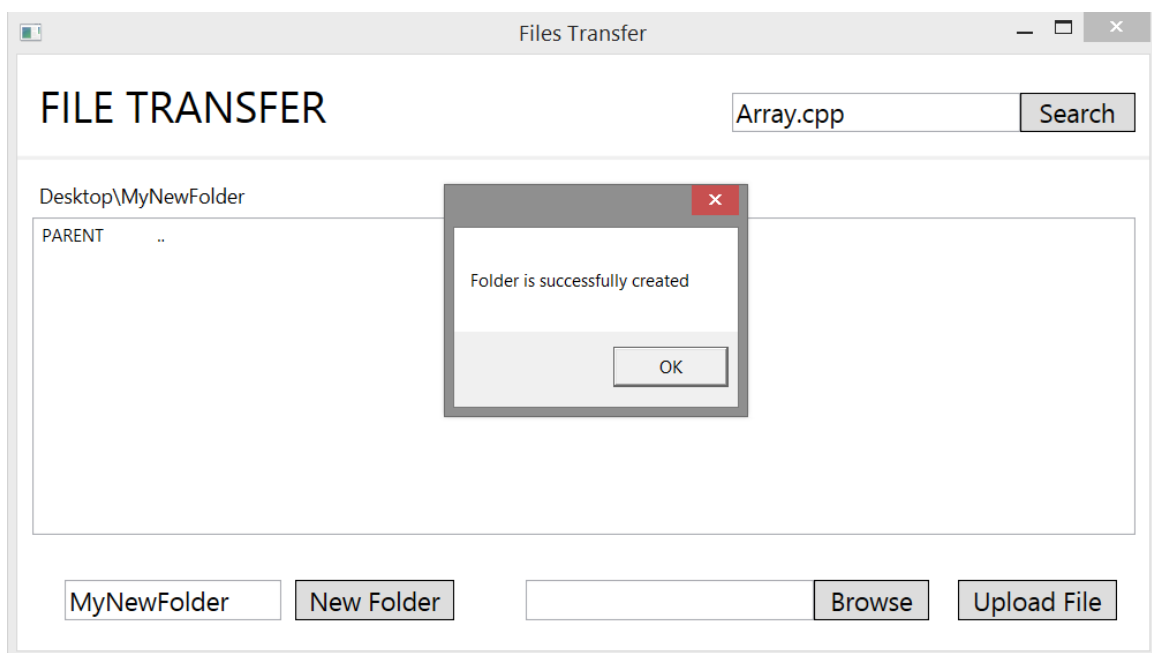 Files Transfer
FILE TRANSFER
Array.cpp Search
Desktop\MyNewFolder
PARENT ..
Folder is successfully created
OK
MyNewFolder New Folder Browse Upload File